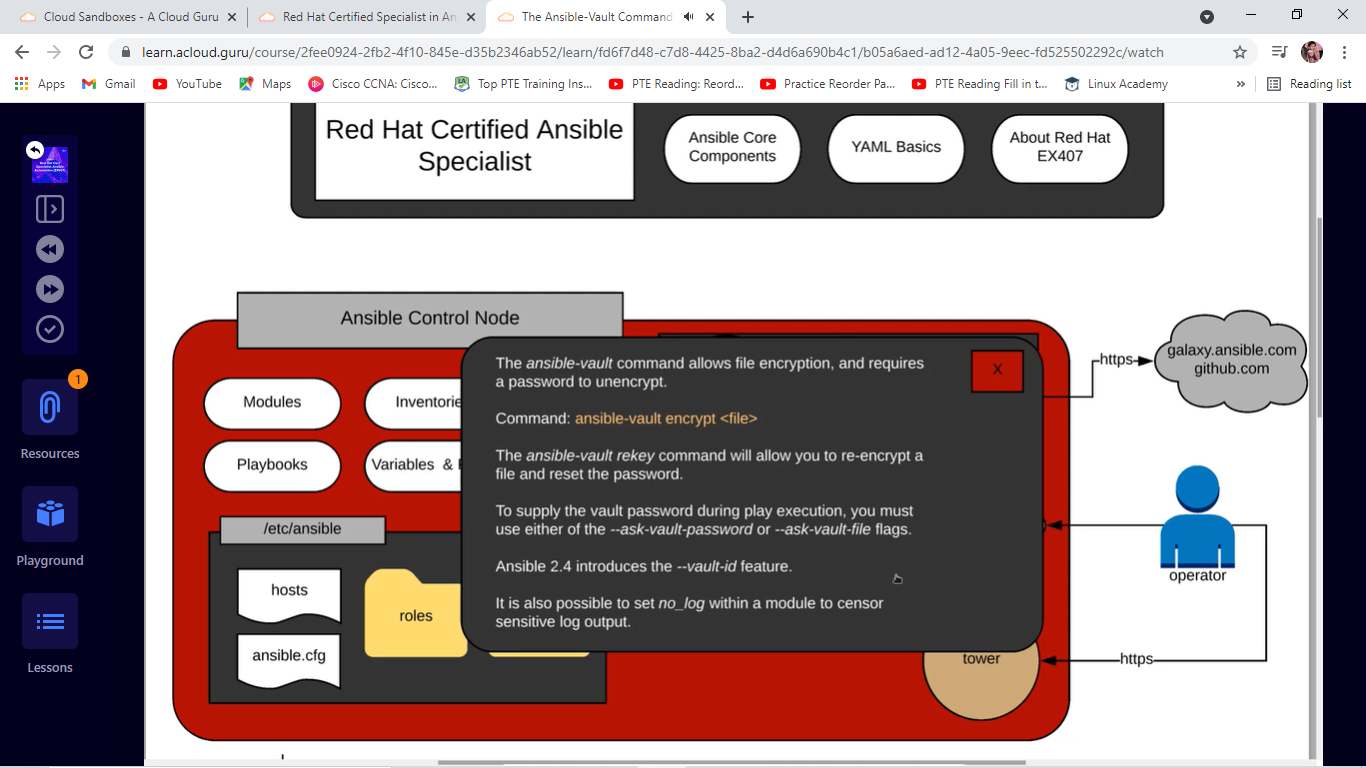 Cloud Sandboxes - A Cloud Guru
Red Hat Certified Specialist in An
The Ansible-Vault Command
learn.acloud.guru/course/2fee0924-2fb2-4f10-845e-d35b2346ab52/learn/fd6f7d48-c7d8-4425-8ba2-d4d6a690b4c1/b05a6aed-ad12-4a05-9eec-fd525502292c/watch
Apps
Gmail
YouTube
Maps
Cisco CCNA: Cisco...
Top PTE Training Ins...
PTE Reading: Reord...
Practice Reorder Pa...
PTE Reading Fill in t...
Linux Academy
»
Reading list
Red Hat Certified Ansible
Specialist
Ansible Core
Components
YAML Basics
About Red Hat
EX407
1
Resources
Playground
Lessons
Ansible Control Node
Modules
Inventorie
Playbooks
Variables &
/etc/ansible
hosts
ansible.cfg
roles
The ansible-vault command allows file encryption, and requires
a password to unencrypt.
X
Command: ansible-vault encrypt <file>
The ansible-vault rekey command will allow you to re-encrypt a
file and reset the password.
To supply the vault password during play execution, you must
use either of the --ask-vault-password or --ask-vault-file flags.
Ansible 2.4 introduces the --vault-id feature.
It is also possible to set no_log within a module to censor
sensitive log output.
tower
https
galaxy.ansible.com
github.com
operator
https